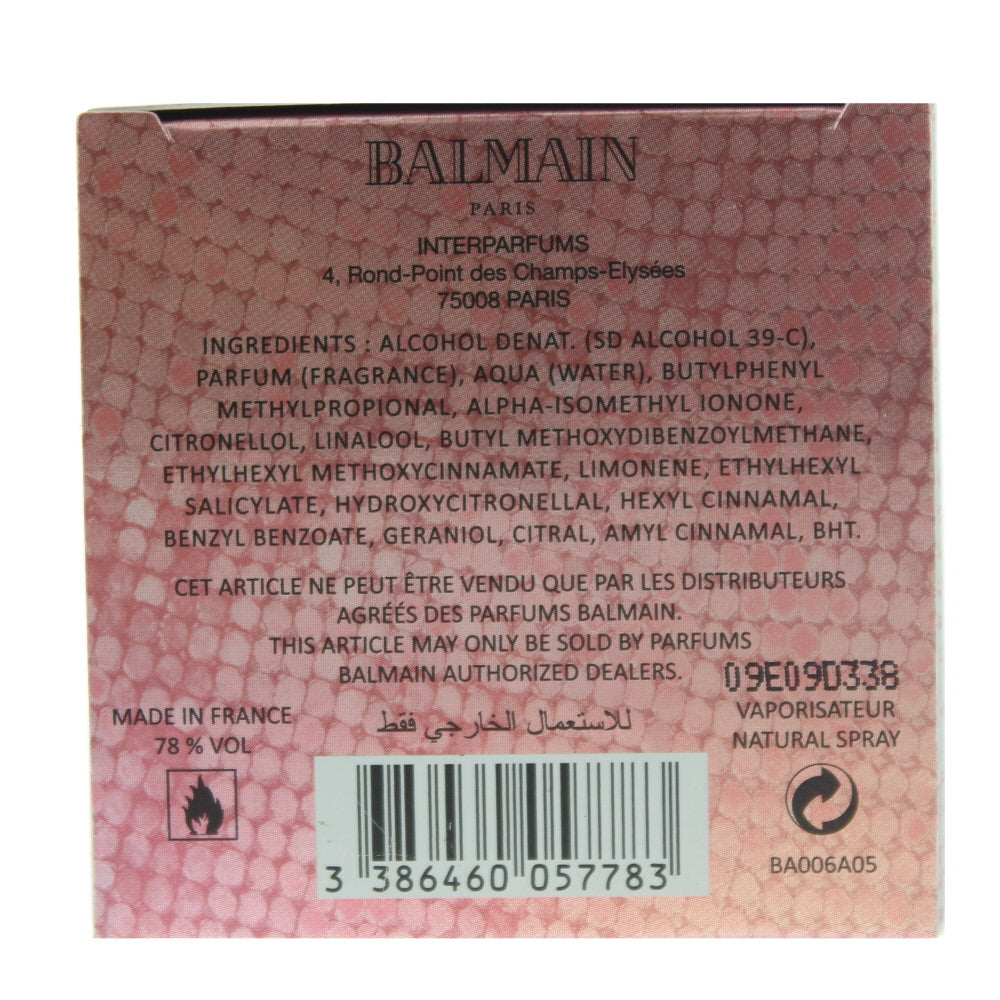 BALMAIN
PARIS
INTERPARFUMS
4, Rond-Point des Champs-Elysées
75008 PARIS
INGREDIENTS : ALCOHOL DENAT. (SD ALCOHOL 39-C),
PARFUM (FRAGRANCE), AQUA (WATER), BUTYLPHENYL
METHYLPROPIONAL, ALPHA-ISOMETHYL IONONE,
CITRONELLOL, LINALOOL, BUTYL METHOXYDIBENZOYLMETHANE,
ETHYLHEXYL METHOXYCINNAMATE, LIMONENE, ETHYLHEXYL
SALICYLATE, HYDROXYCITRONELLAL, HEXYL CINNAMAL,
BENZYL BENZOATE, GERANIOL, CITRAL, AMYL CINNAMAL, BHT.
CET ARTICLE NE PEUT ÊTRE VENDU QUE PAR LES DISTRIBUTEURS
AGRÉÉS DES PARFUMS BALMAIN.
THIS ARTICLE MAY ONLY BE SOLD BY PARFUMS
BALMAIN AUTHORIZED DEALERS.
09E09D338
MADE IN FRANCE
78 % VOL
للاستعمال الخارجي فقط
VAPORISATEUR
NATURAL SPRAY
3 386460 057783
BA006A05